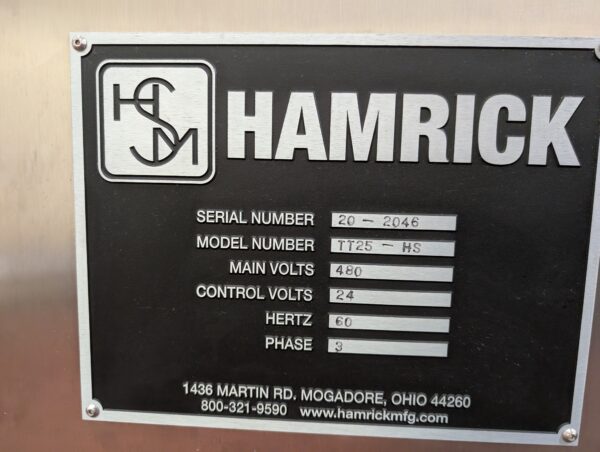 HSM
HAMRICK
SERIAL NUMBER 20 - 2046
MODEL NUMBER TT25 - HS
MAIN VOLTS 480
CONTROL VOLTS 24
HERTZ 60
PHASE 3
1436 MARTIN RD. MOGADORE, OHIO 44260
800-321-9590 www.hamrickmfg.com